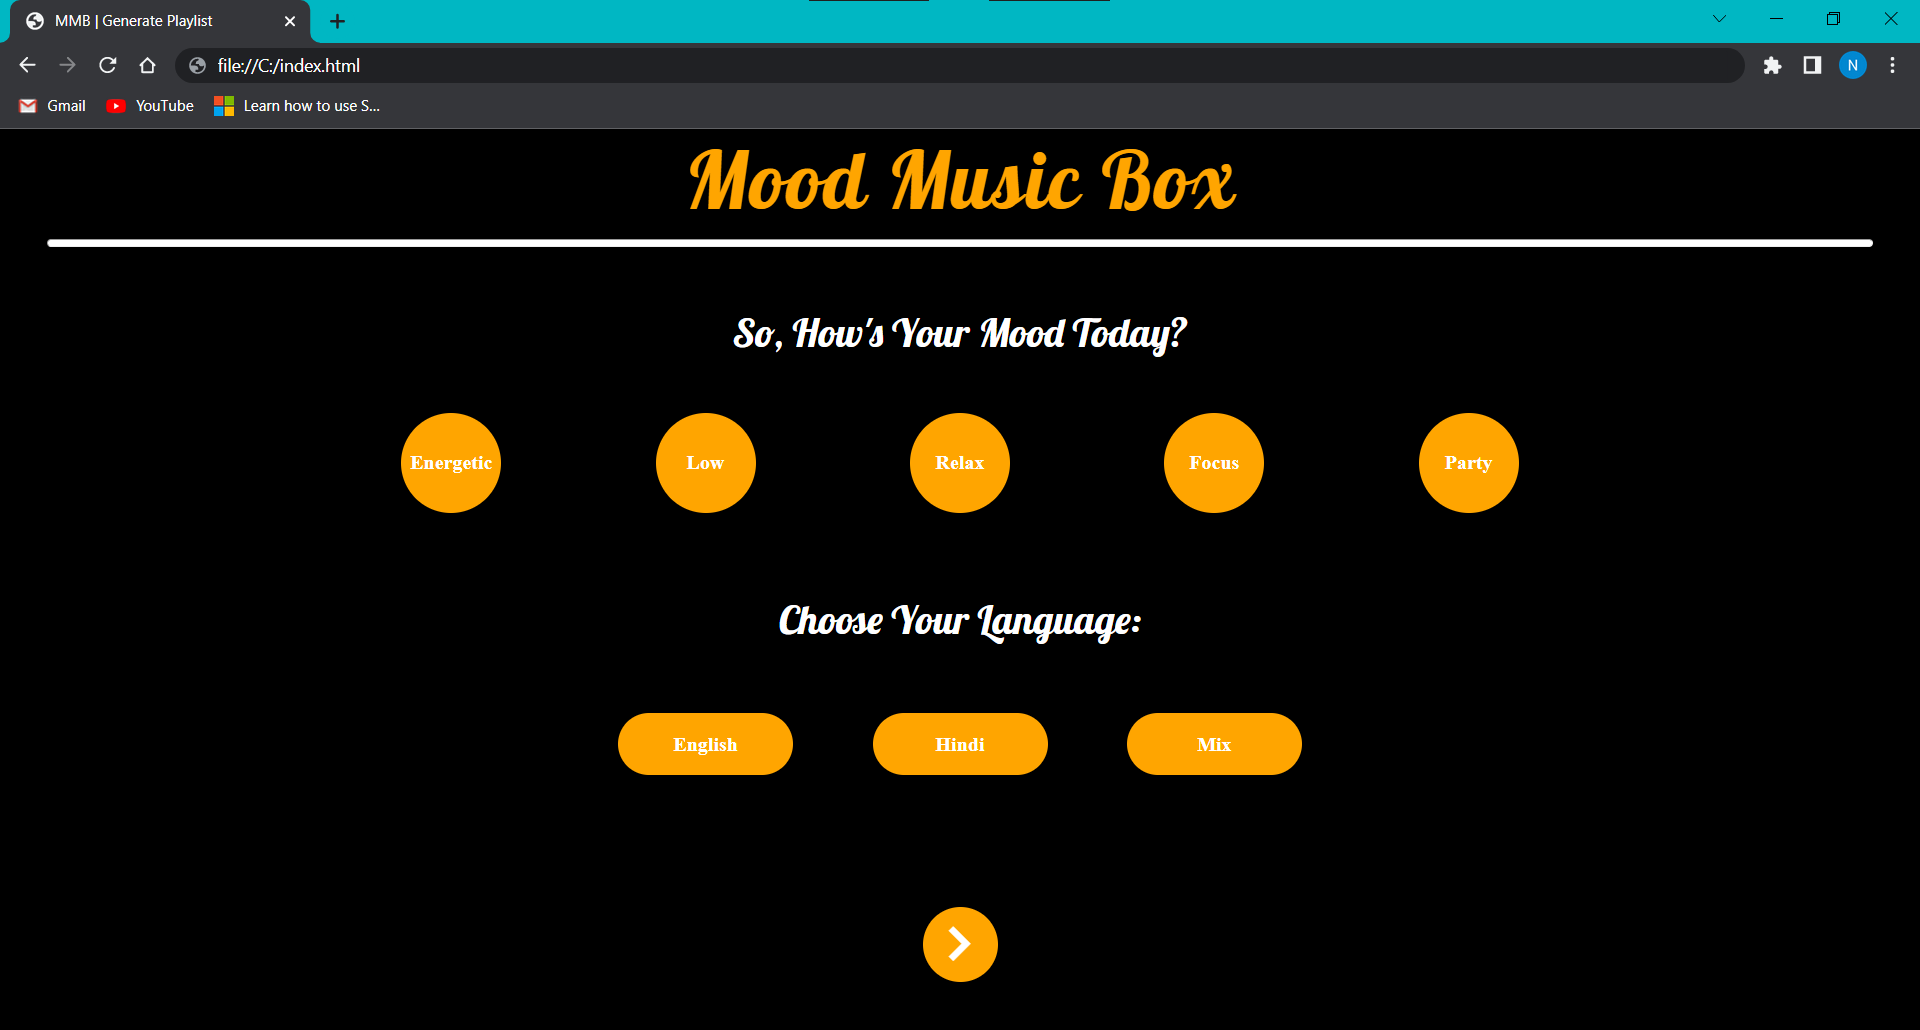 MMB | Generate Playlist
file://C:/index.html
N
Gmail YouTube Learn how to use S...
Mood Music Box
So, How's Your Mood Today?
Energetic Low Relax Focus Party
Choose Your Language:
English Hindi Mix